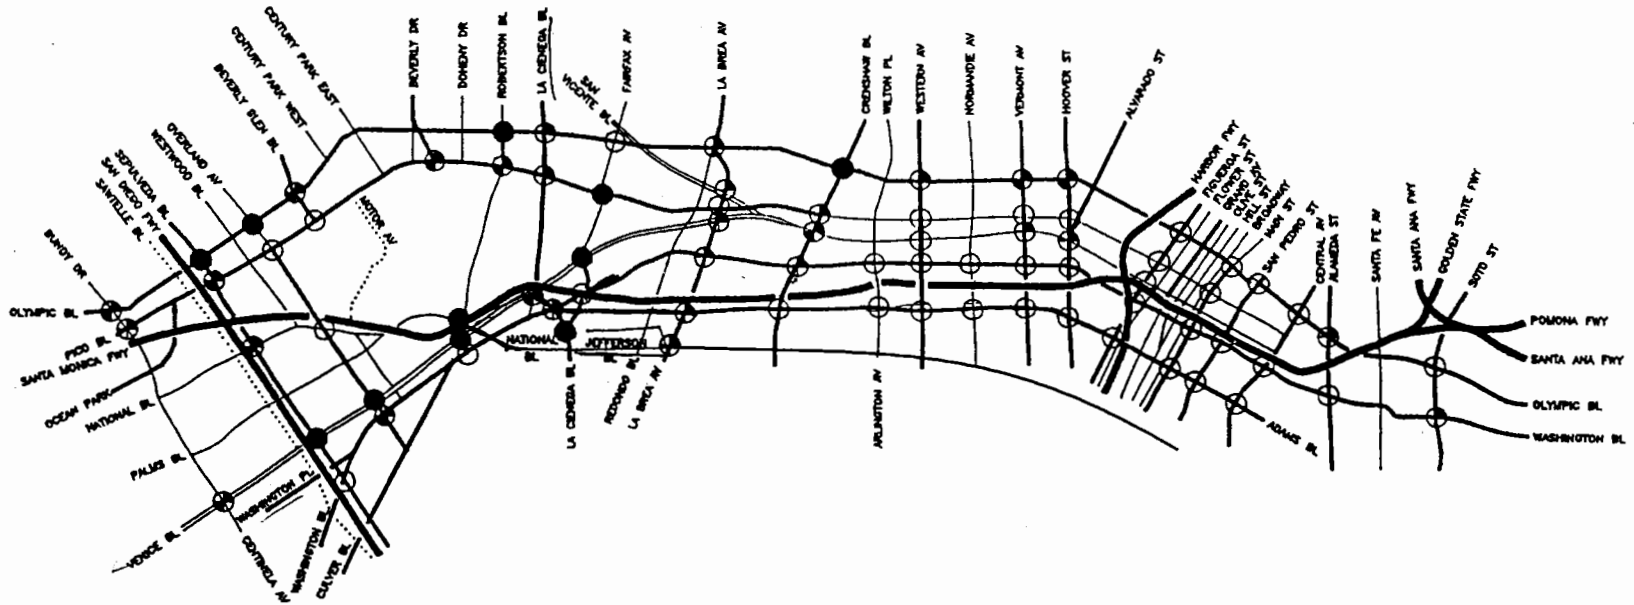 CENTURY PARK EAST
CENTURY PARK WEST
BEVERLY GLEN BL
OVERLAND AV
WESTWOOD BL
SEPULVEDA BL
SAN DIEGO FWY
SAWTELLE BL
BUNDY DR
OLYMPIC BL
PICO BL
SANTA MONICA FWY
OCEAN PARK
NATIONAL BL
PALMS BL
VENICE BL
WASHINGTON PL
CENTINELA AV
WASHINGTON BL
CULVER BL
MOTOR AV
BEVERLY DR
DOHENY DR
ROBERTSON BL
LA CIENEGA BL
SAN
VICENTE BL
FAIRFAX AV
LA BREA AV
CRENSHAW BL
WILTON PL
WESTERN AV
NORMANDIE AV
VERMONT AV
HOOVER ST
ALVARADO ST
HARBOR FWY
FIGUEROA ST
FLOWER ST
GRAND AV
OLIVE ST
HILL ST
BROADWAY
MAIN ST
SAN PEDRO ST
CENTRAL AV
ALAMEDA ST
SANTA FE AV
SANTA ANA FWY
GOLDEN STATE FWY
SOTO ST
POMONA FWY
SANTA ANA FWY
OLYMPIC BL
WASHINGTON BL
ADAMS BL
NATIONAL
BL
JEFFERSON
BL
LA CIENEGA BL
REDONDO BL
LA BREA AV
ARLINGTON AV